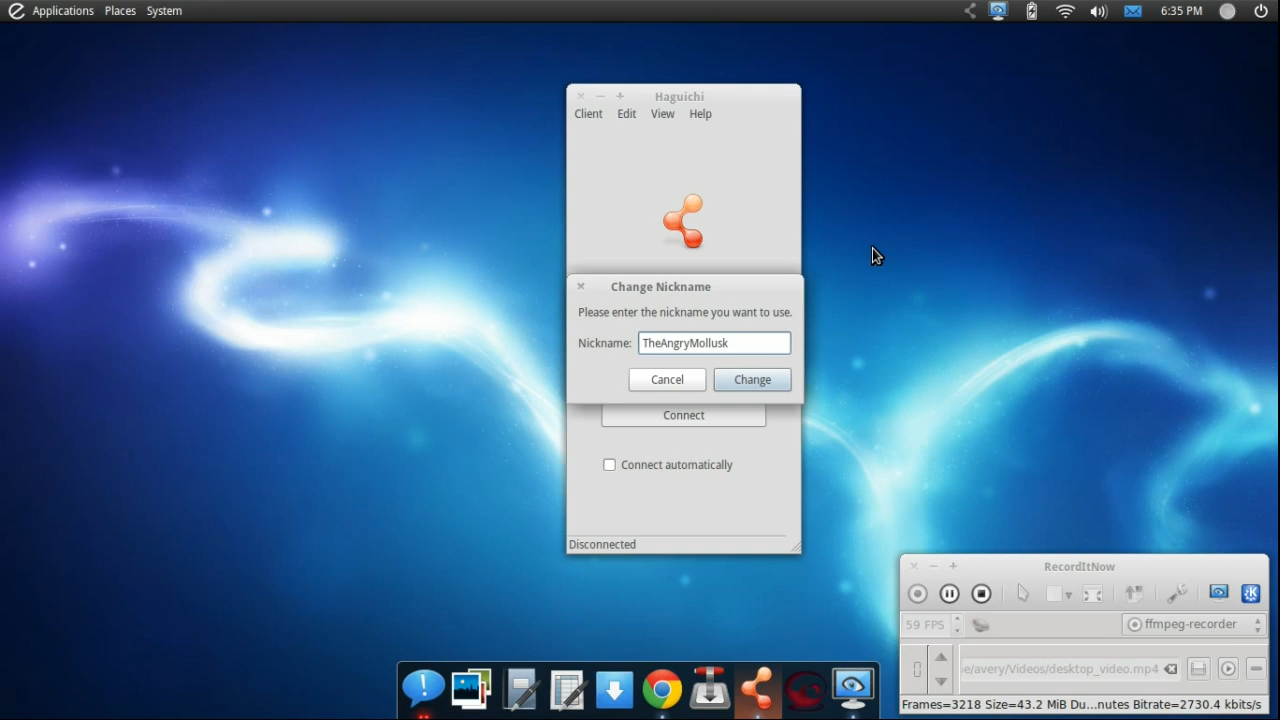 Applications Places System
6:35 PM
Haguichi
Client Edit View Help
Change Nickname
Please enter the nickname you want to use.
Nickname: TheAngryMollusk
Cancel Change
Connect
Connect automatically
Disconnected
RecordItNow
59 FPS
ffmpeg-recorder
e/avery/Videos/desktop_video.mp4
Frames=3218 Size=43.2 MiB Du...nutes Bitrate=2730.4 kbits/s